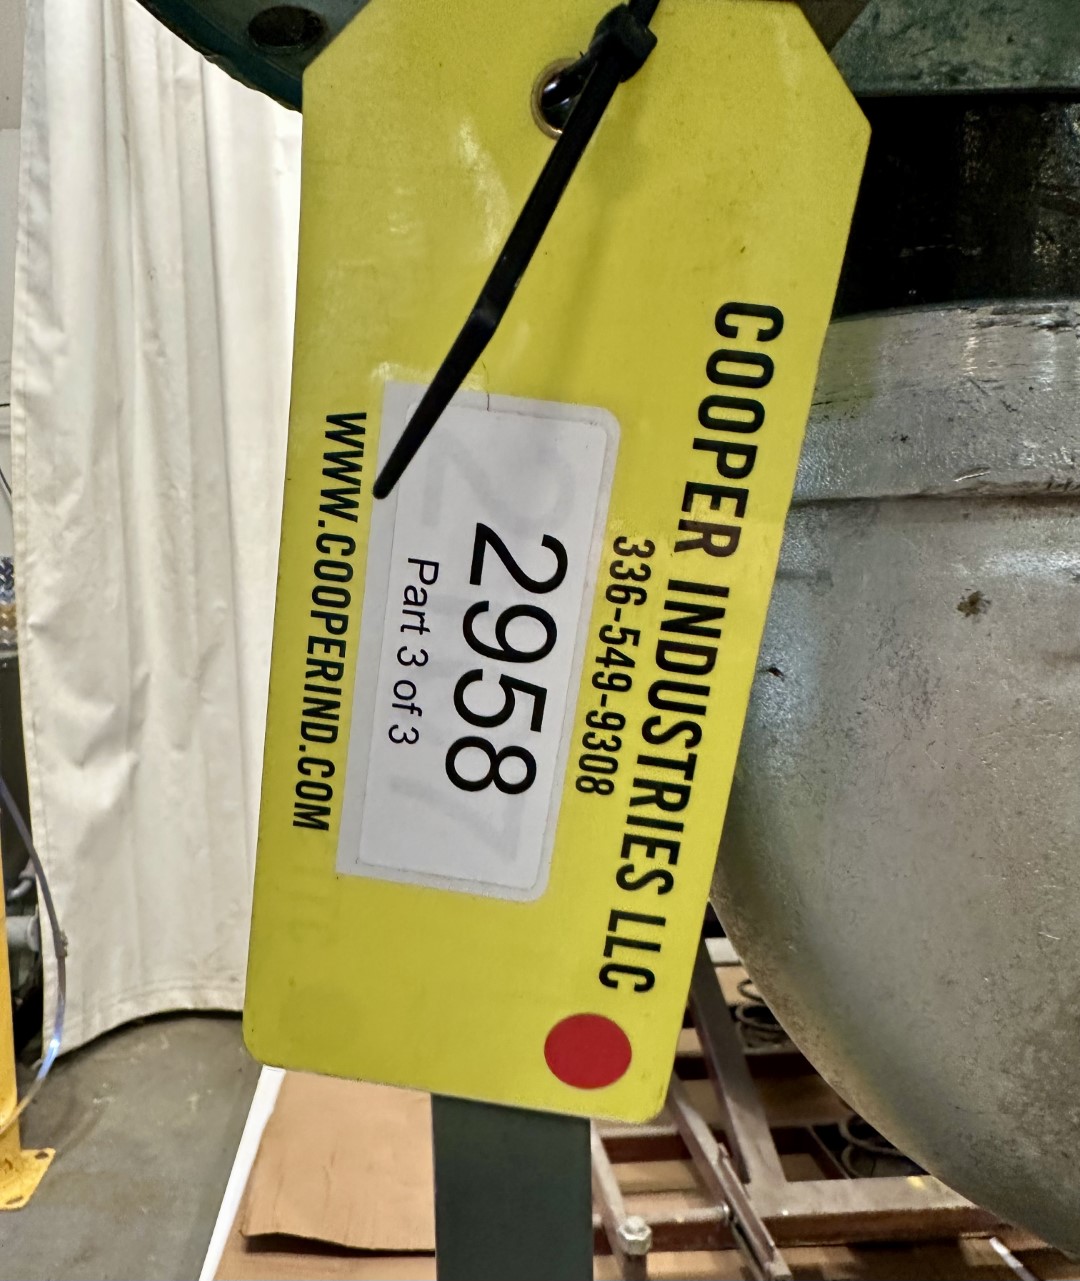 COOPER INDUSTRIES LLC
336-549-9308
2958
Part 3 of 3
WWW.COOPERIND.COM